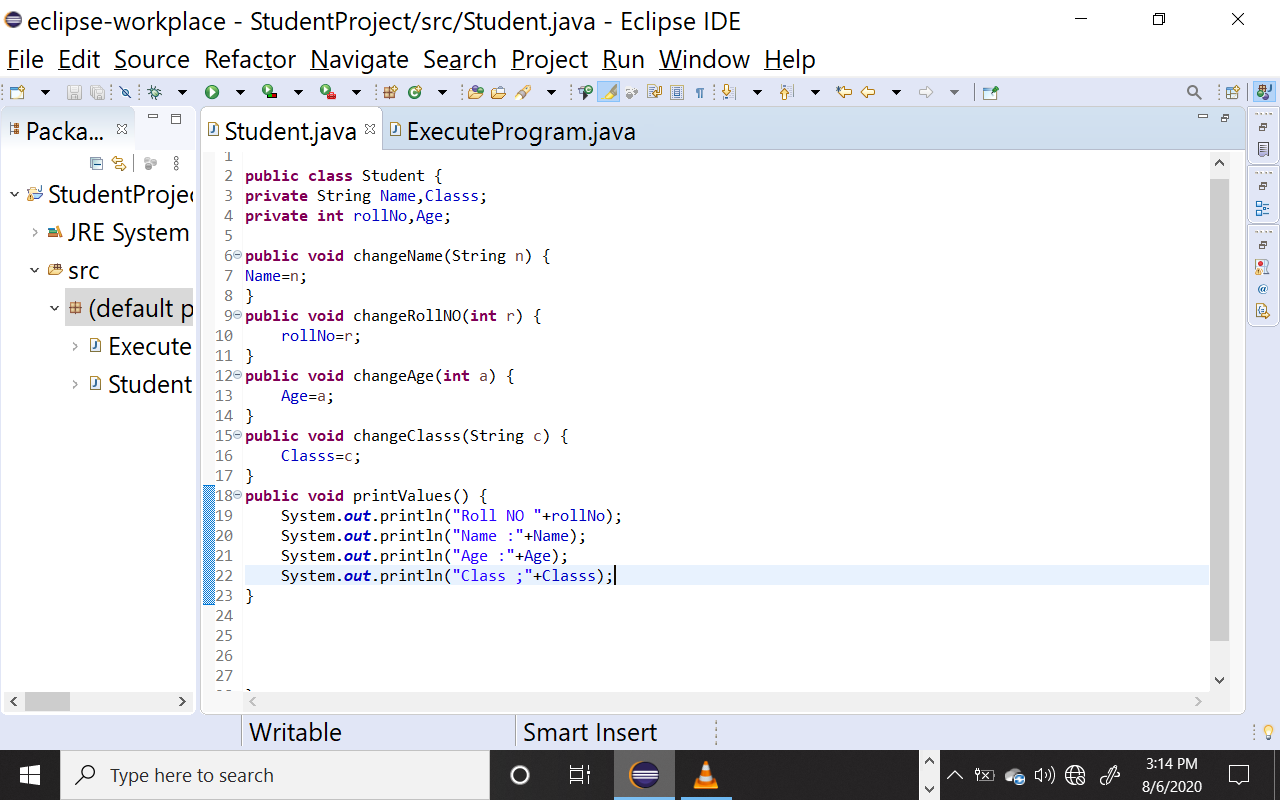 eclipse-workplace - StudentProject/src/Student.java - Eclipse IDE
File Edit Source Refactor Navigate Search Project Run Window Help
Packa... Student.java ExecuteProgram.java
StudentProjec
JRE System
src
(default p
Execute
Student
1
2 public class Student {
3 private String Name,Classs;
4 private int rollNo,Age;
5
6 public void changeName(String n) {
7 Name=n;
8 }
9 public void changeRollNO(int r) {
10 rollNo=r;
11 }
12 public void changeAge(int a) {
13 Age=a;
14 }
15 public void changeClasss(String c) {
16 Classs=c;
17 }
18 public void printValues() {
19 System.out.println("Roll NO "+rollNo);
20 System.out.println("Name :"+Name);
21 System.out.println("Age :"+Age);
22 System.out.println("Class ;"+Classs);
23 }
24
25
26
27
Writable Smart Insert
Type here to search
3:14 PM
8/6/2020